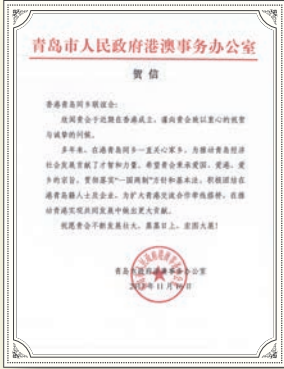 青岛市人民政府港澳事务办公室
贺 信
香港青岛同乡联谊会:
欣闻贵会于近期在香港成立,谨向贵会致以衷心的祝贺
与诚挚的问候。
多年来,在港青岛同乡一直关心家乡,为推动青岛经济
社会发展贡献了才智和力量。希望贵会秉承爱国、爱港、爱
乡的宗旨,贯彻落实“一国两制”方针和基本法,积极团结在
港青岛籍人士及企业,为扩大青港交流合作牵线搭桥,在推
动青港实现共同发展中做出更大贡献。
祝愿贵会不断发展壮大、蒸蒸日上、宏图大展!
青岛市人民政府港澳事务办公室
年 11 月 16 日